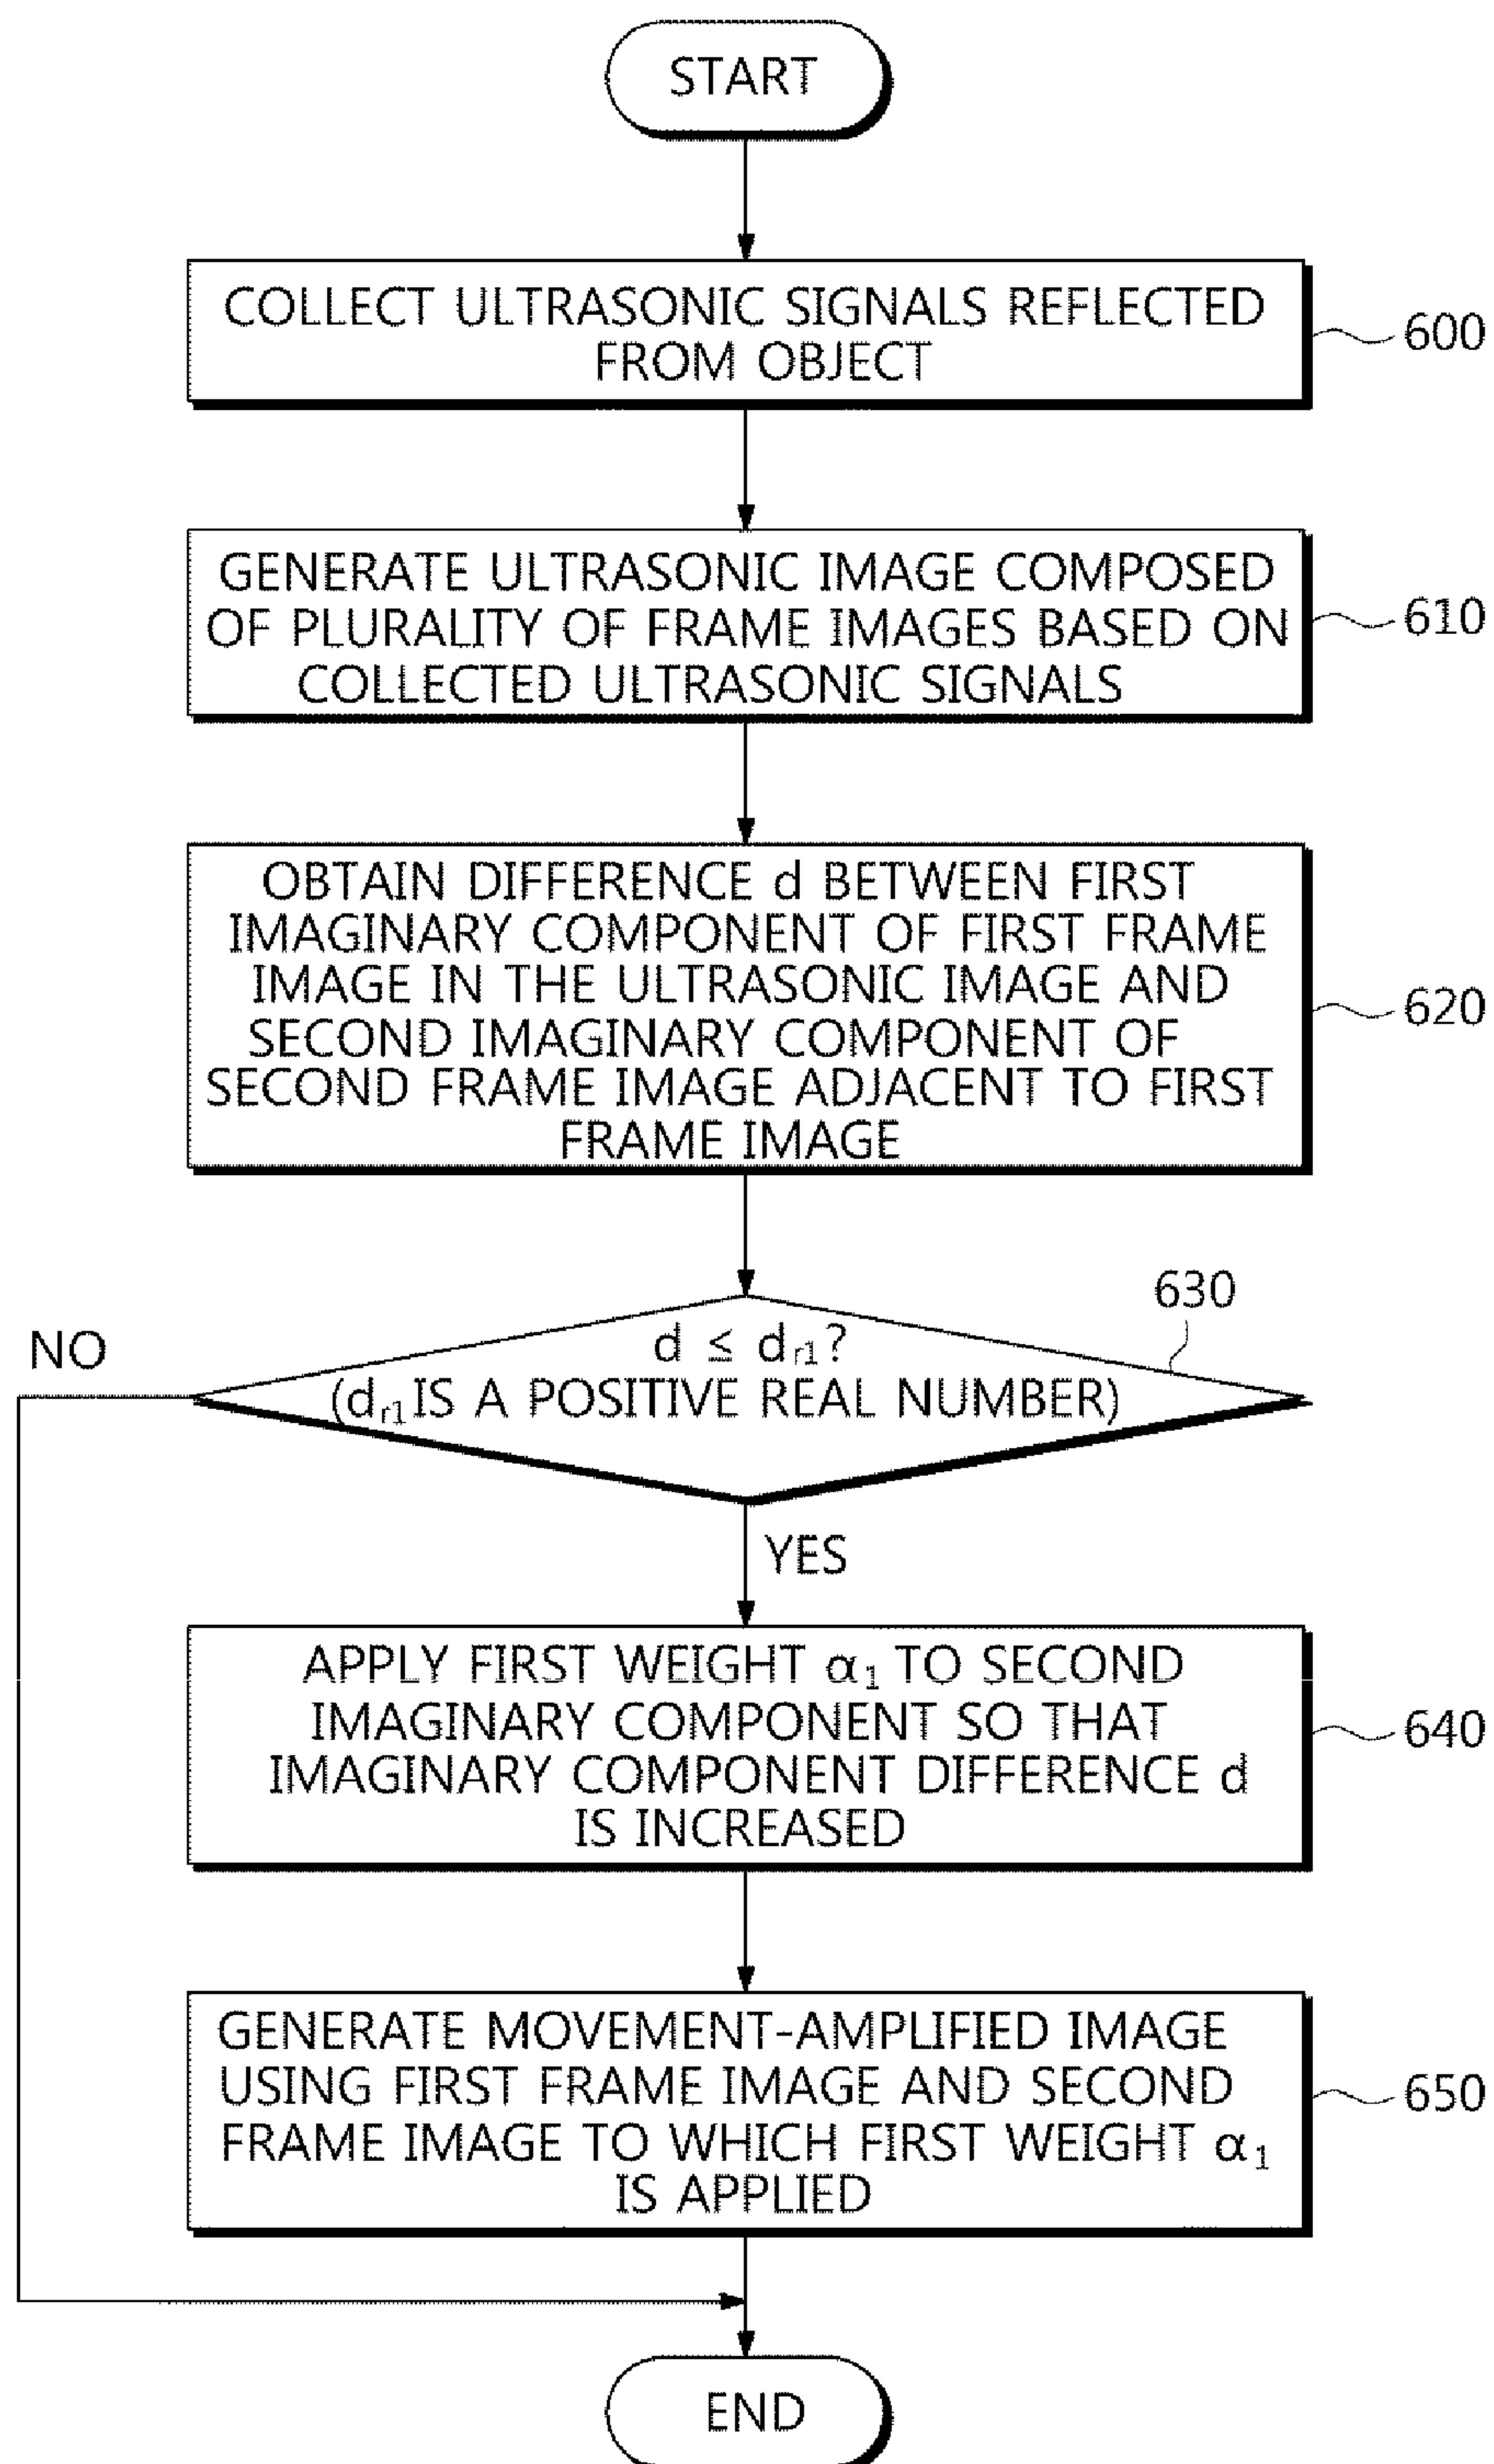 START
COLLECT ULTRASONIC SIGNALS REFLECTED
FROM OBJECT
600
GENERATE ULTRASONIC IMAGE COMPOSED
OF PLURALITY OF FRAME IMAGES BASED ON
COLLECTED ULTRASONIC SIGNALS
610
OBTAIN DIFFERENCE d BETWEEN FIRST
IMAGINARY COMPONENT OF FIRST FRAME
IMAGE IN THE ULTRASONIC IMAGE AND
SECOND IMAGINARY COMPONENT OF
SECOND FRAME IMAGE ADJACENT TO FIRST
FRAME IMAGE
620
630
NO
d ≤ dr1?
(dr1 IS A POSITIVE REAL NUMBER)
YES
APPLY FIRST WEIGHT α1 TO SECOND
IMAGINARY COMPONENT SO THAT
IMAGINARY COMPONENT DIFFERENCE d
IS INCREASED
640
GENERATE MOVEMENT-AMPLIFIED IMAGE
USING FIRST FRAME IMAGE AND SECOND
FRAME IMAGE TO WHICH FIRST WEIGHT α1
IS APPLIED
650
END